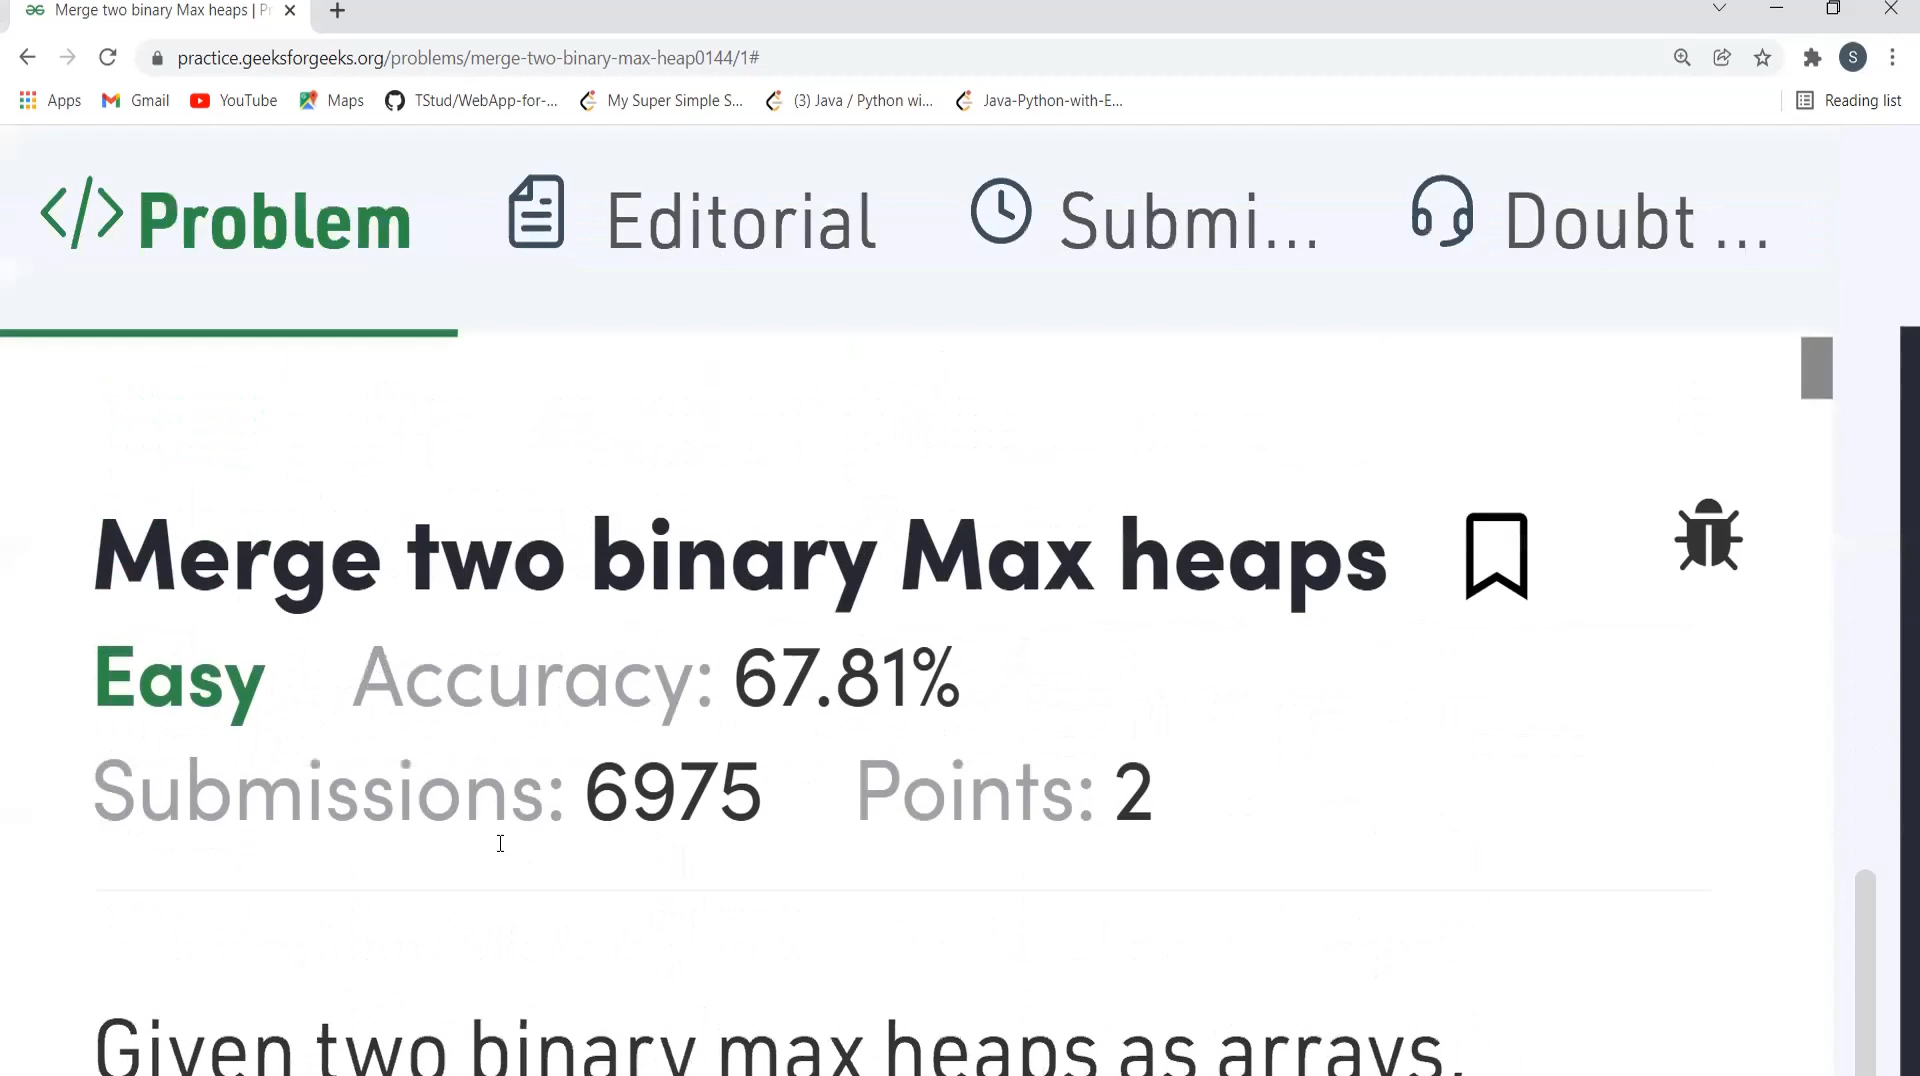 Merge two binary Max heaps | Pr
practice.geeksforgeeks.org/problems/merge-two-binary-max-heap0144/1#
S
Apps Gmail YouTube Maps TStud/WebApp-for-... My Super Simple S... (3) Java / Python wi... Java-Python-with-E... Reading list
Problem Editorial Submi... Doubt ...
Merge two binary Max heaps
Easy Accuracy: 67.81%
Submissions: 6975 Points: 2
Given two binary max heaps as arrays,